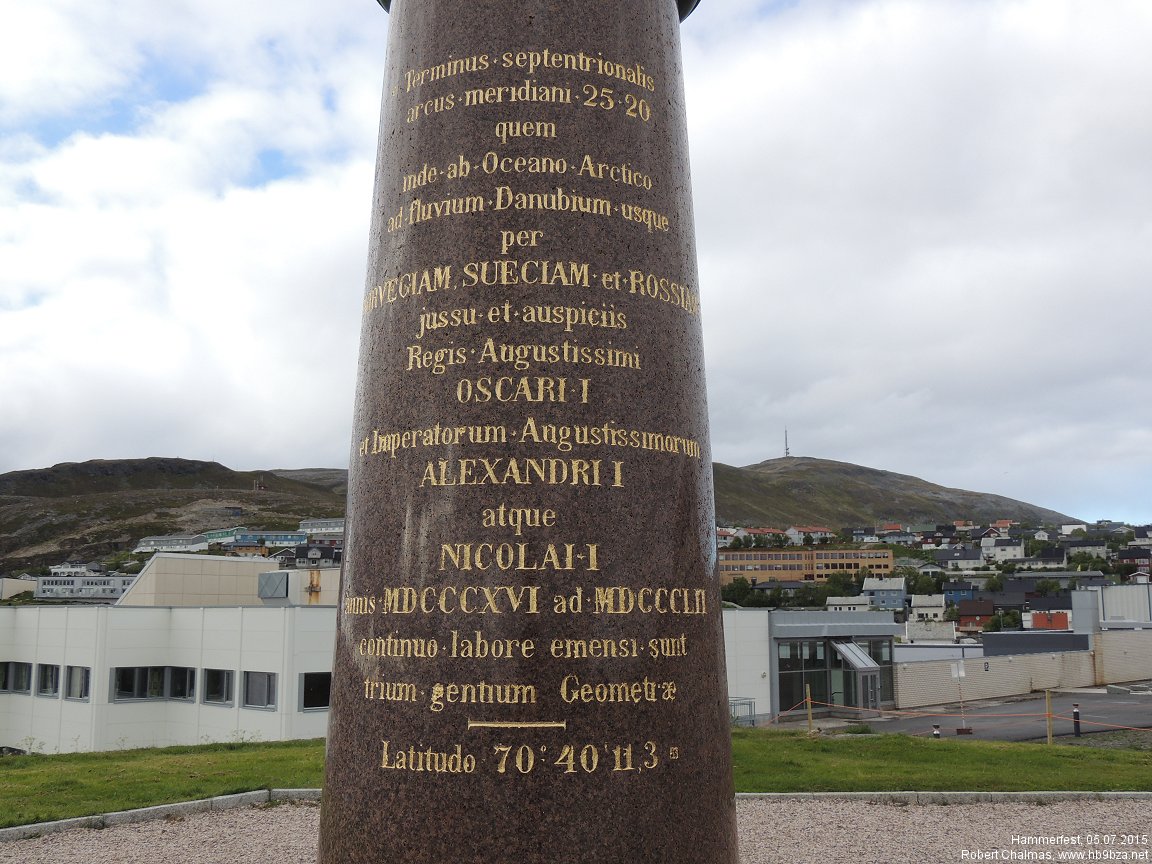 Terminus·septentrionalis
arcus·meridiani·25·20
quem
inde·ab·Oceano·Arctico
ad·fluvium·Danubium·usque
per
SUECIAM·et·ROSSIAM
jussu·et·auspiciis
Regis·Augustissimi
OSCARI·I
et Imperatorum·Augustissimorum
ALEXANDRI I
atque
NICOLAI·I
annis·MDCCCXVI ad·MDCCCLII
continuo·labore emensi·sunt
trium·gentium Geometræ
Latitudo 70°40'11,3
Hammerfest, 05.07.2015
Robert Chalmas, www.hb9bza.net